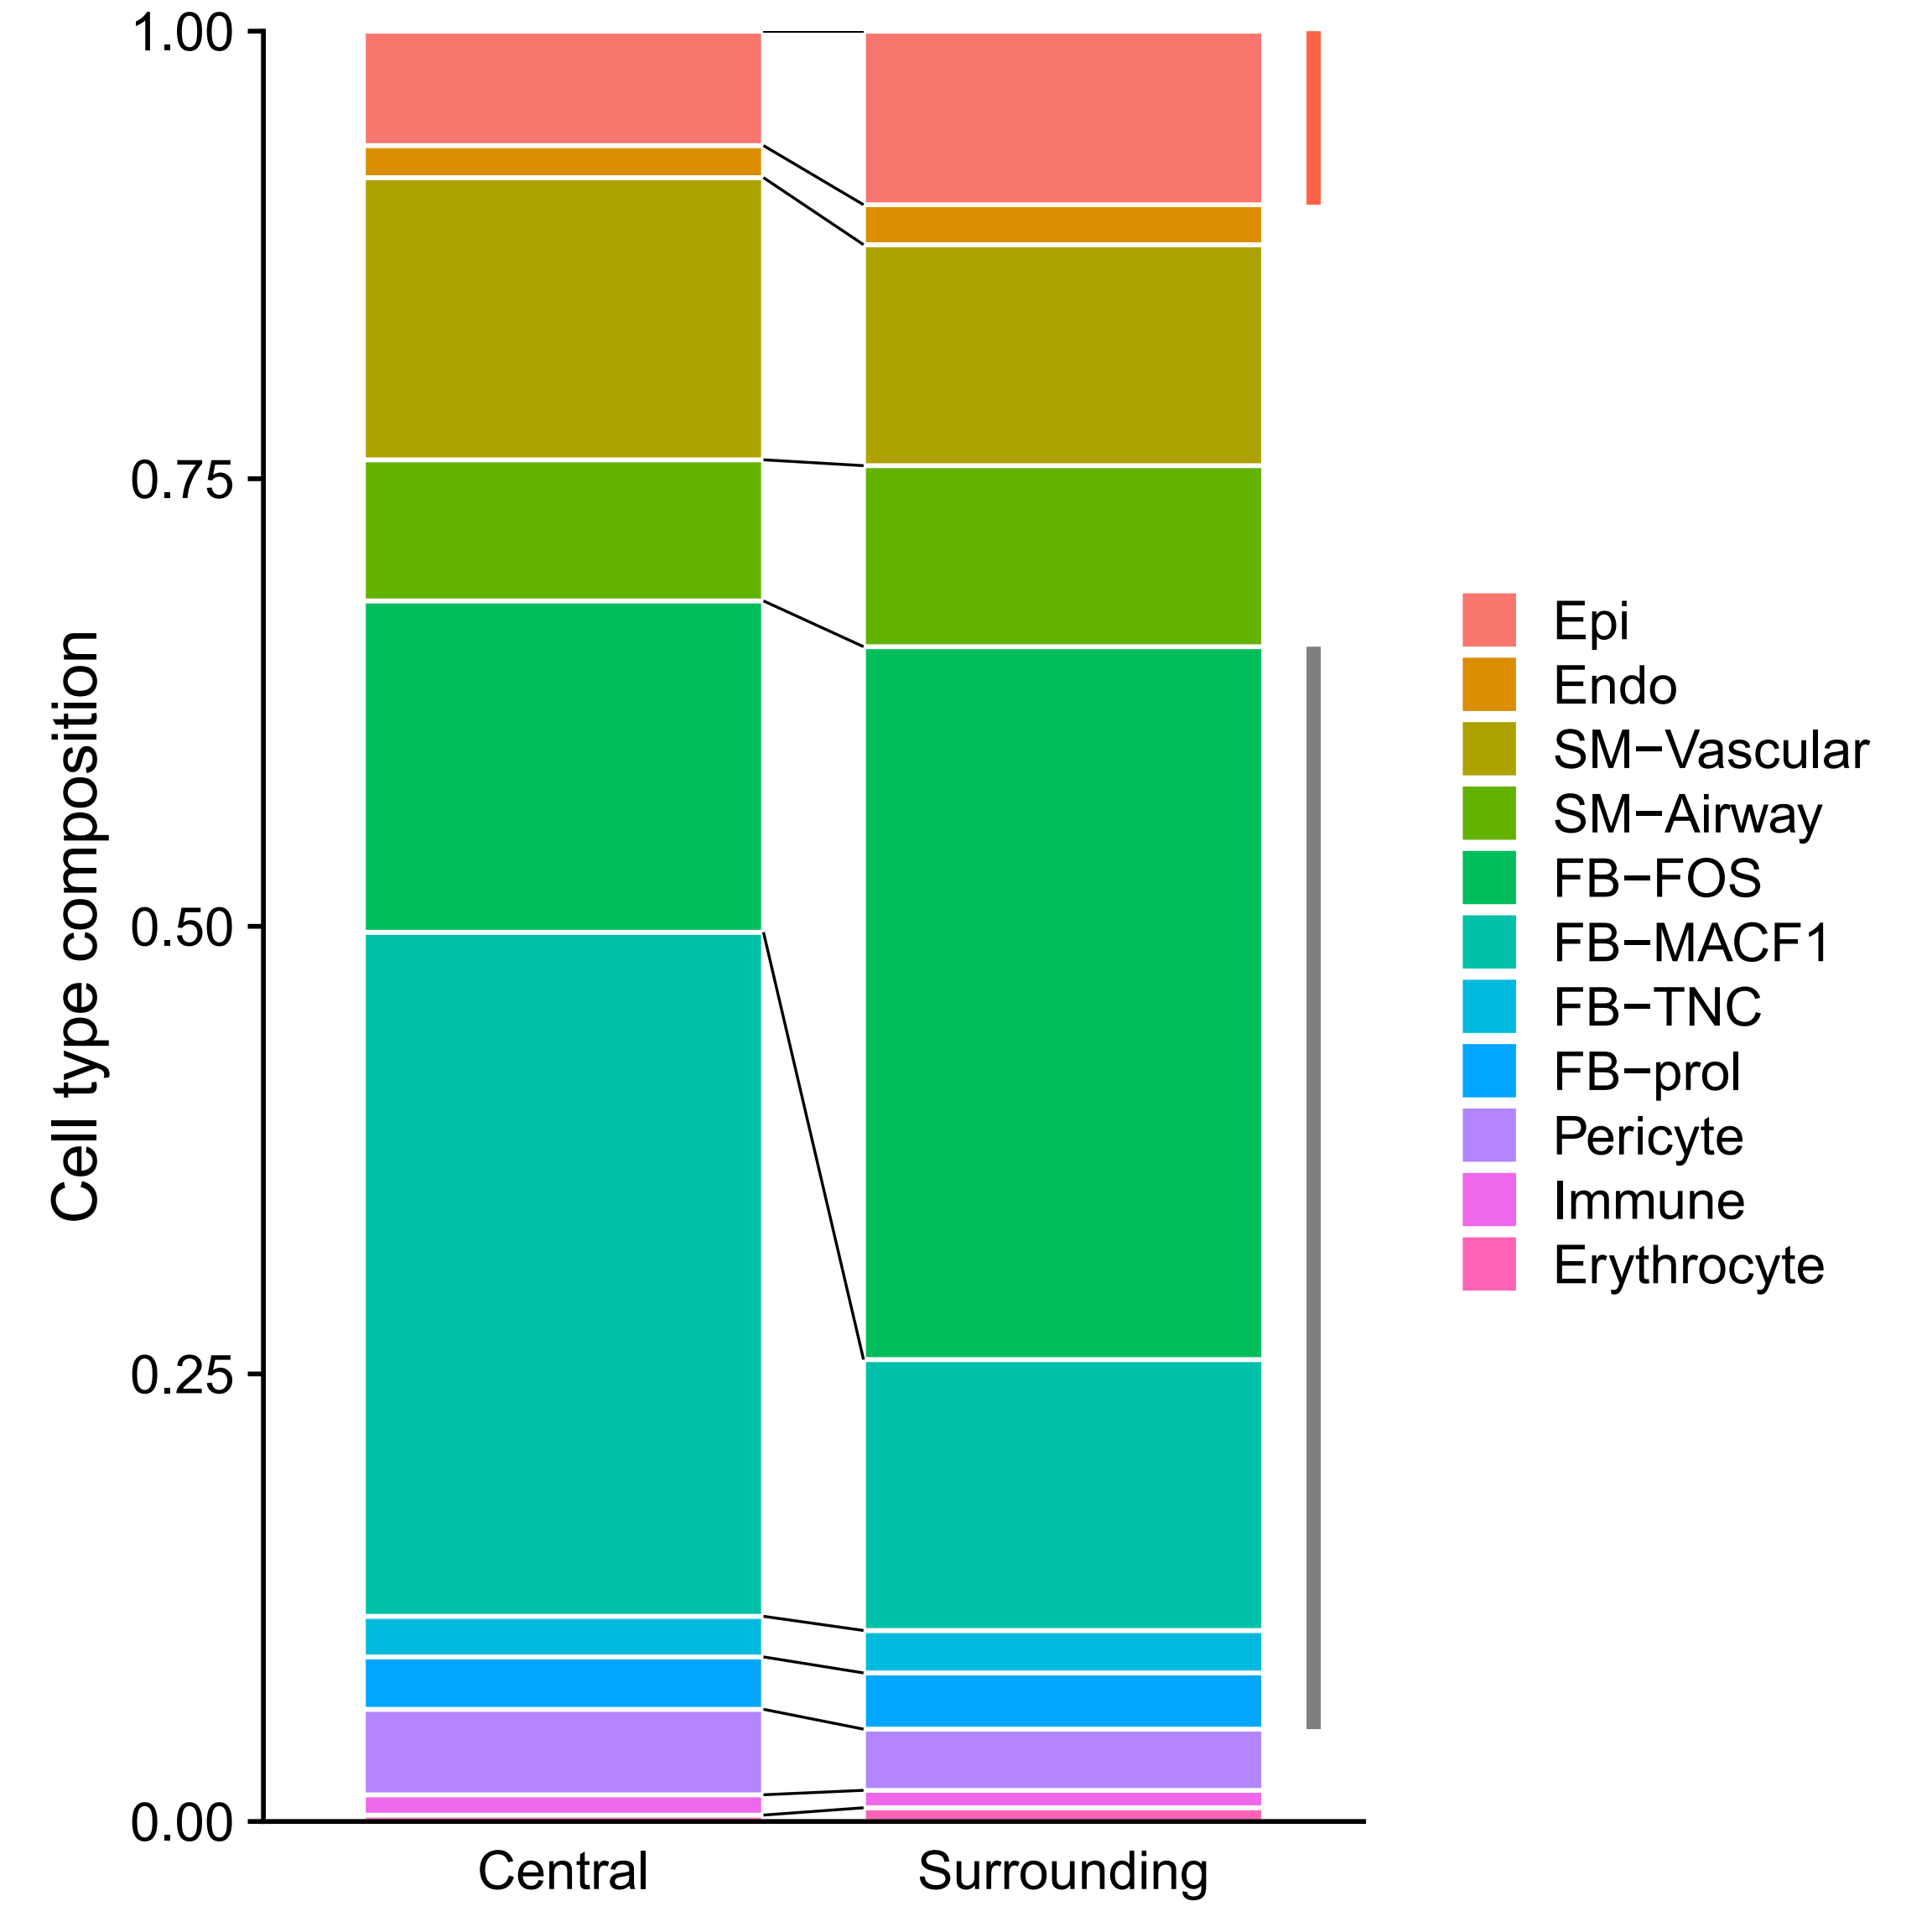 Cell type composition
1.00
0.75
0.50
0.25
0.00
Central
Surrounding
Epi
Endo
SM−Vascular
SM−Airway
FB−FOS
FB−MACF1
FB−TNC
FB−prol
Pericyte
Immune
Erythrocyte